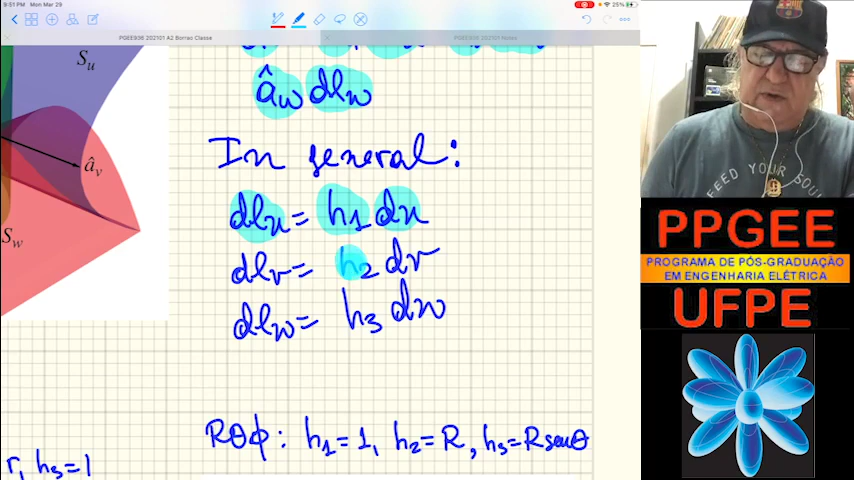 9:51 PM Mon Mar 29
25%
PGEE936 202101 A2 Borrao Classe
PGEE936 202101 Notes
S_u
â_v
S_w
â_w dl_w
In general:
dl_u = h_1 du
dl_v = h_2 dv
dl_w = h_3 dw
Rθϕ: h_1 = 1, h_2 = R, h_3 = R senθ
r, h_3 = 1
FEED YOUR SOUL
PPGEE
PROGRAMA DE PÓS-GRADUAÇÃO
EM ENGENHARIA ELÉTRICA
UFPE